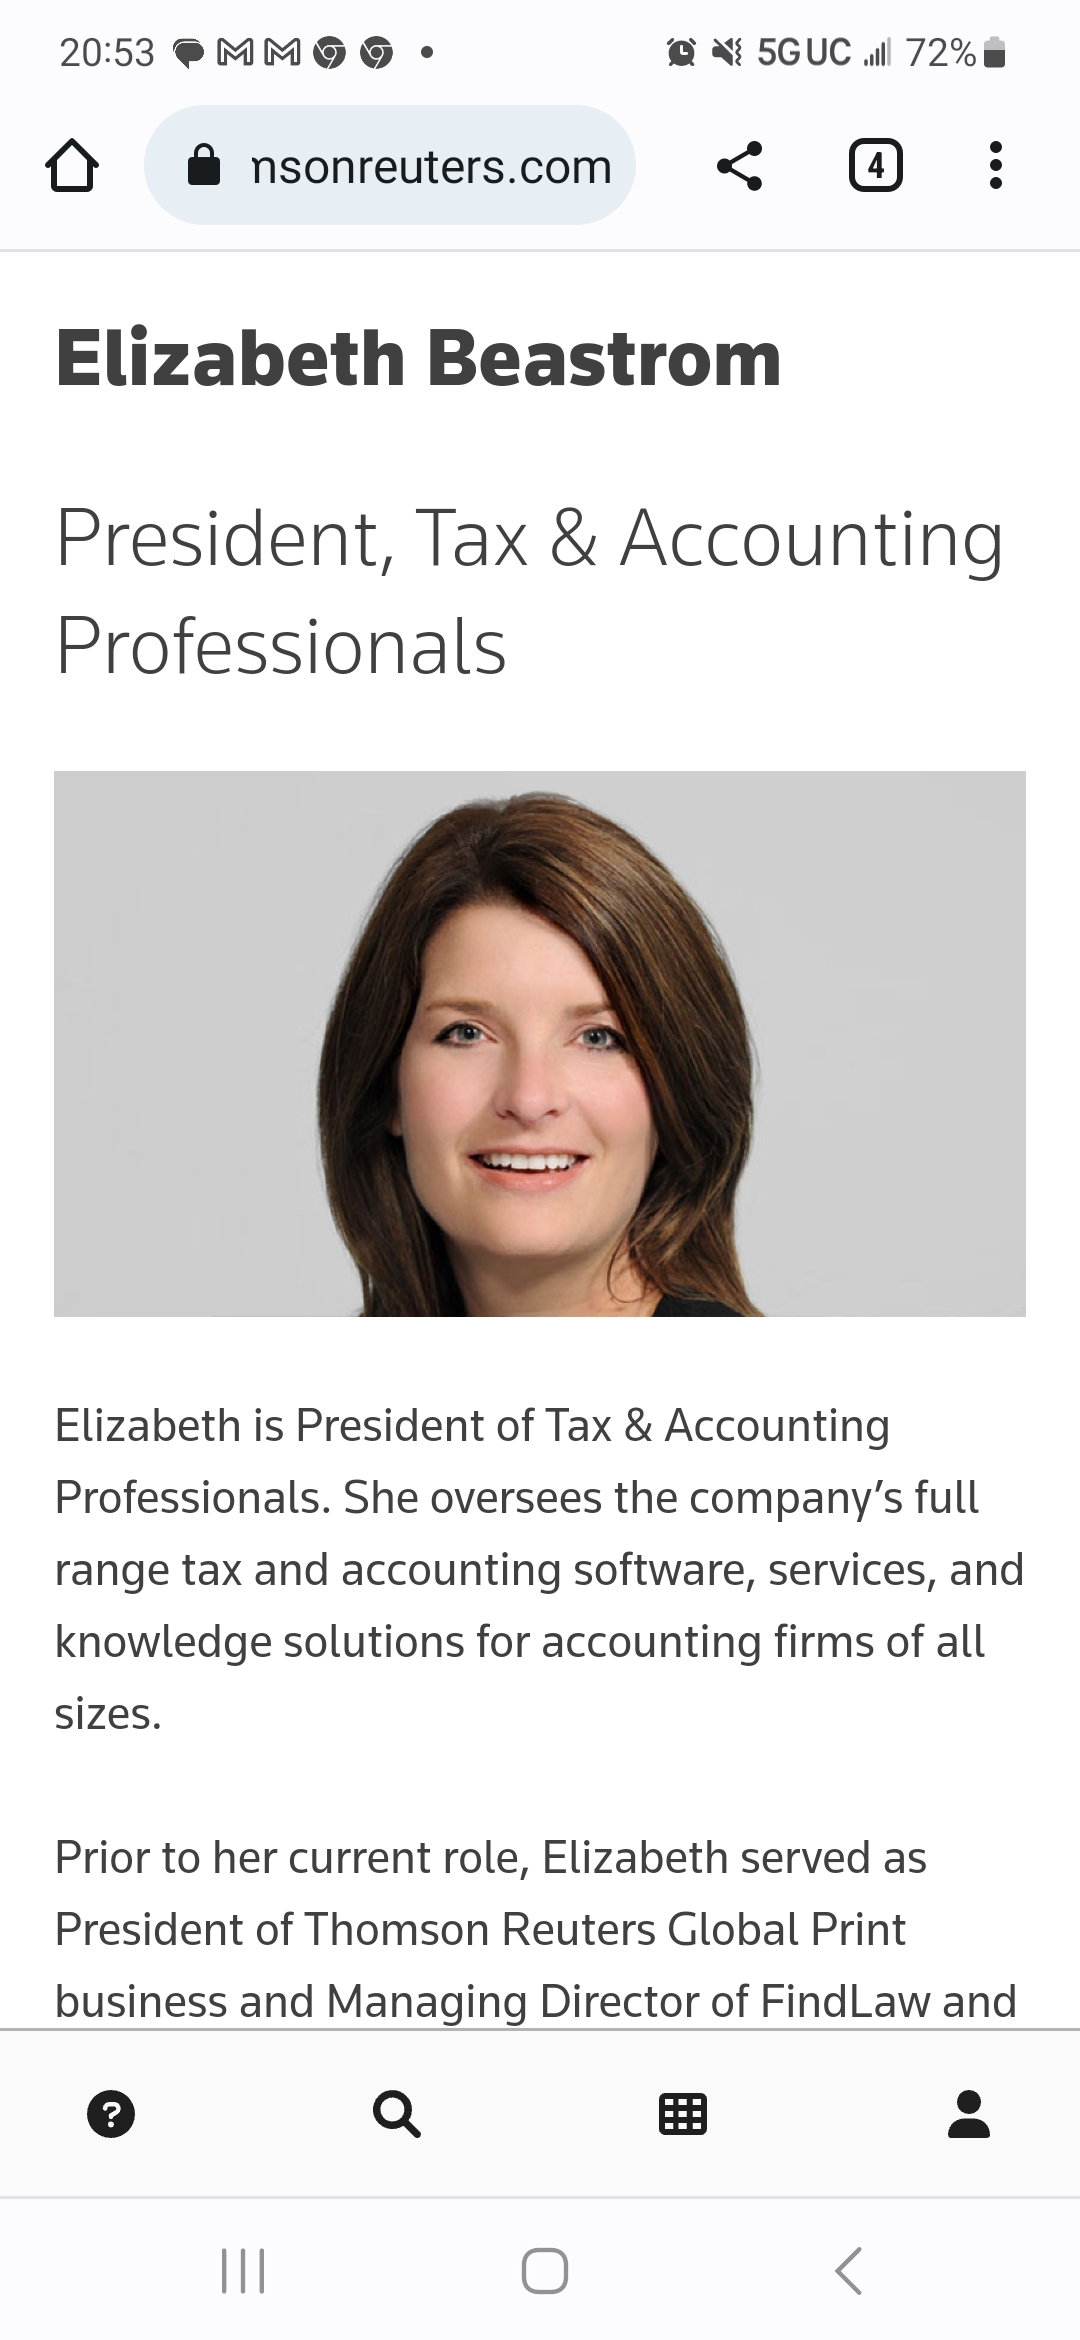 20:53 5G UC 72%
nsonreuters.com 4
Elizabeth Beastrom
President, Tax & Accounting
Professionals
Elizabeth is President of Tax & Accounting
Professionals. She oversees the company’s full
range tax and accounting software, services, and
knowledge solutions for accounting firms of all
sizes.
Prior to her current role, Elizabeth served as
President of Thomson Reuters Global Print
business and Managing Director of FindLaw and